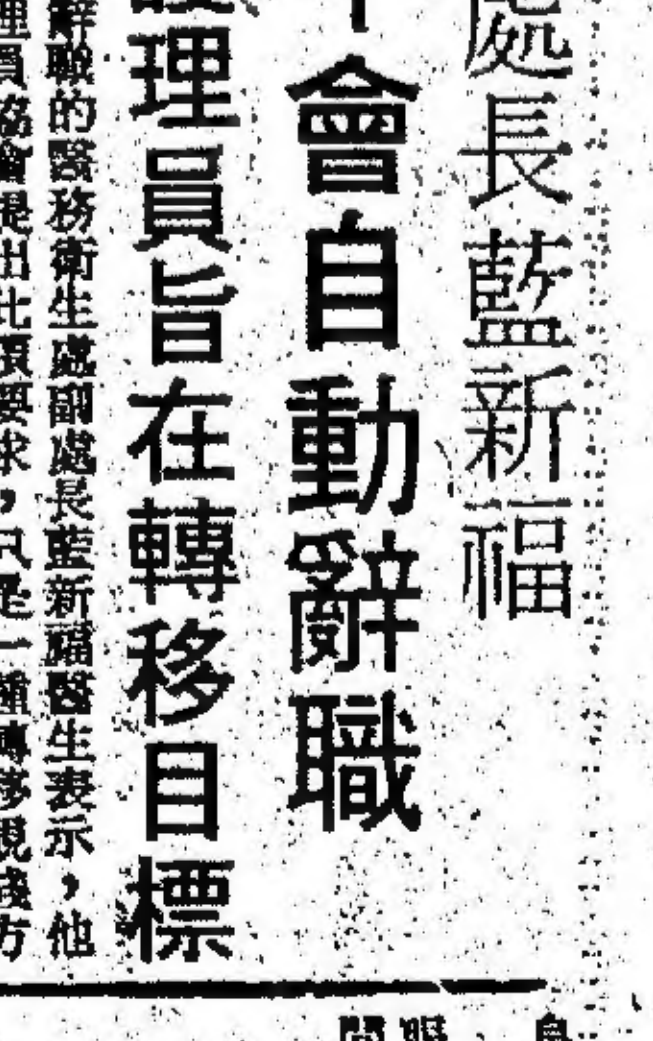 處長藍新福
會自動辭職
理員旨在轉移目標
辭職的醫務衛生處副處長藍新福醫生表示，他
理員協會提出此項要求，只是一種轉移視綫方